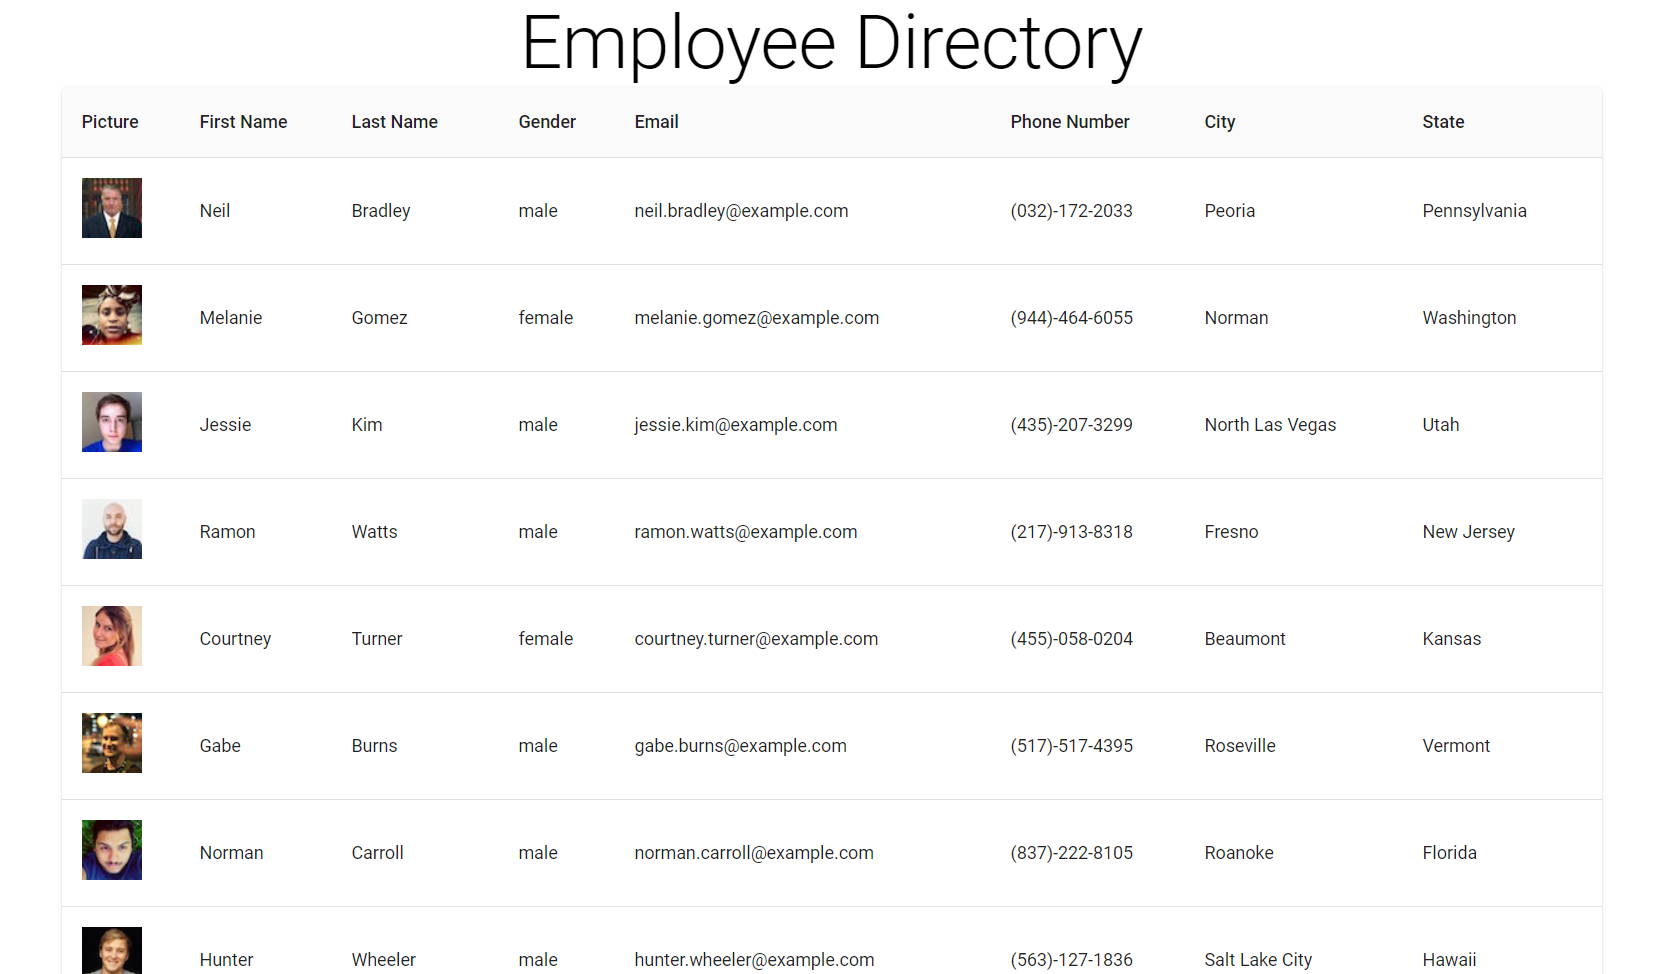 Employee Directory
Picture First Name Last Name Gender Email Phone Number City State
Neil Bradley male neil.bradley@example.com (032)-172-2033 Peoria Pennsylvania
Melanie Gomez female melanie.gomez@example.com (944)-464-6055 Norman Washington
Jessie Kim male jessie.kim@example.com (435)-207-3299 North Las Vegas Utah
Ramon Watts male ramon.watts@example.com (217)-913-8318 Fresno New Jersey
Courtney Turner female courtney.turner@example.com (455)-058-0204 Beaumont Kansas
Gabe Burns male gabe.burns@example.com (517)-517-4395 Roseville Vermont
Norman Carroll male norman.carroll@example.com (837)-222-8105 Roanoke Florida
Hunter Wheeler male hunter.wheeler@example.com (563)-127-1836 Salt Lake City Hawaii